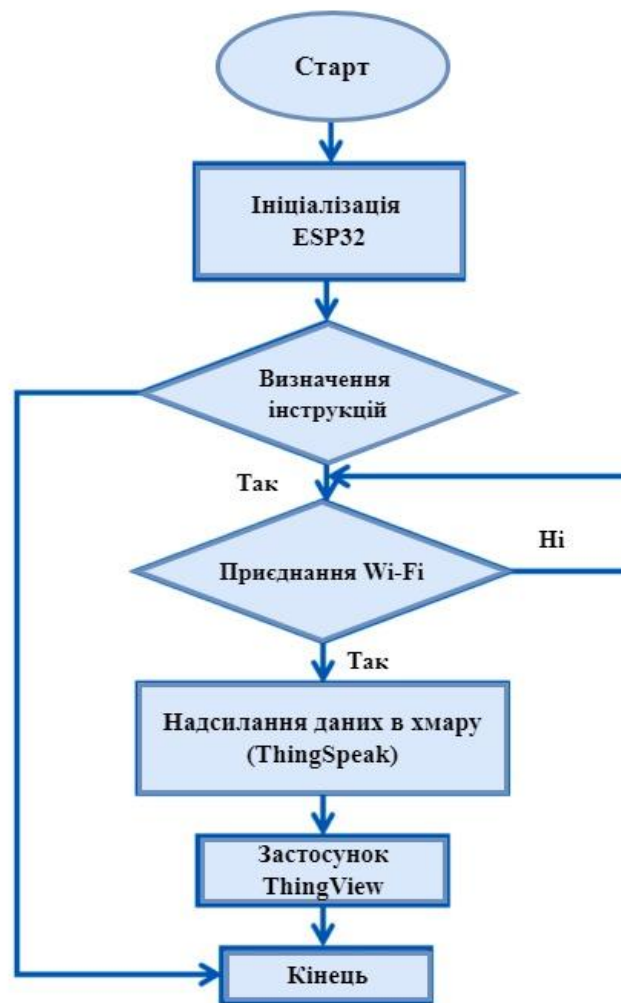 Старт
Ініціалізація
ESP32
Визначення
інструкцій
Так
Ні
Приєднання Wi-Fi
Так
Надсилання даних в хмару
(ThingSpeak)
Застосунок
ThingView
Кінець